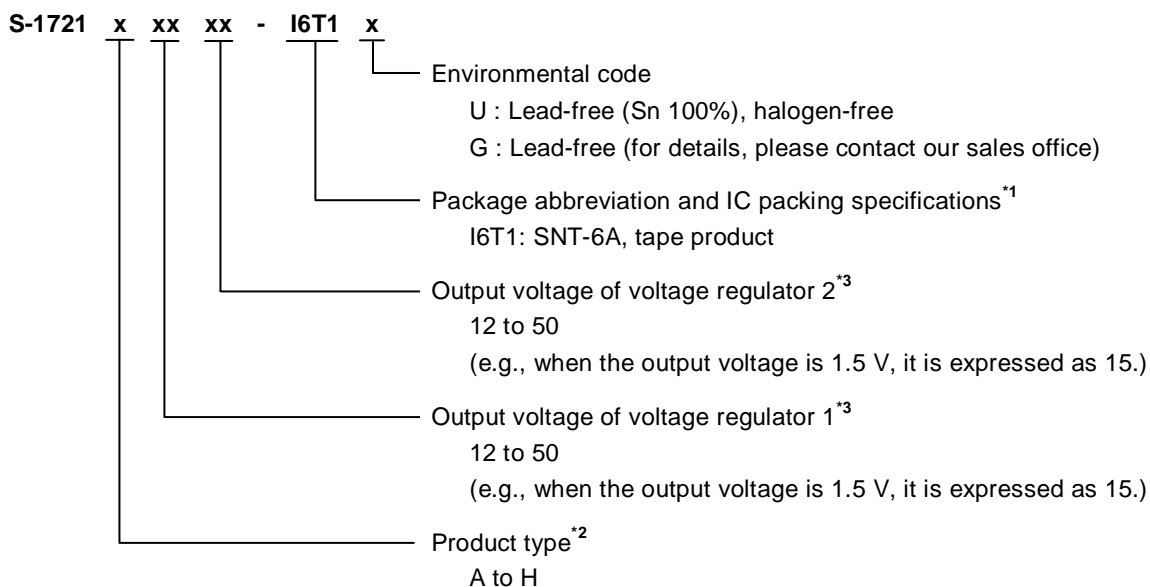 S-1721 x xx xx - I6T1 x
Environmental code
U : Lead-free (Sn 100%), halogen-free
G : Lead-free (for details, please contact our sales office)
Package abbreviation and IC packing specifications*1
I6T1: SNT-6A, tape product
Output voltage of voltage regulator 2*3
12 to 50
(e.g., when the output voltage is 1.5 V, it is expressed as 15.)
Output voltage of voltage regulator 1*3
12 to 50
(e.g., when the output voltage is 1.5 V, it is expressed as 15.)
Product type*2
A to H